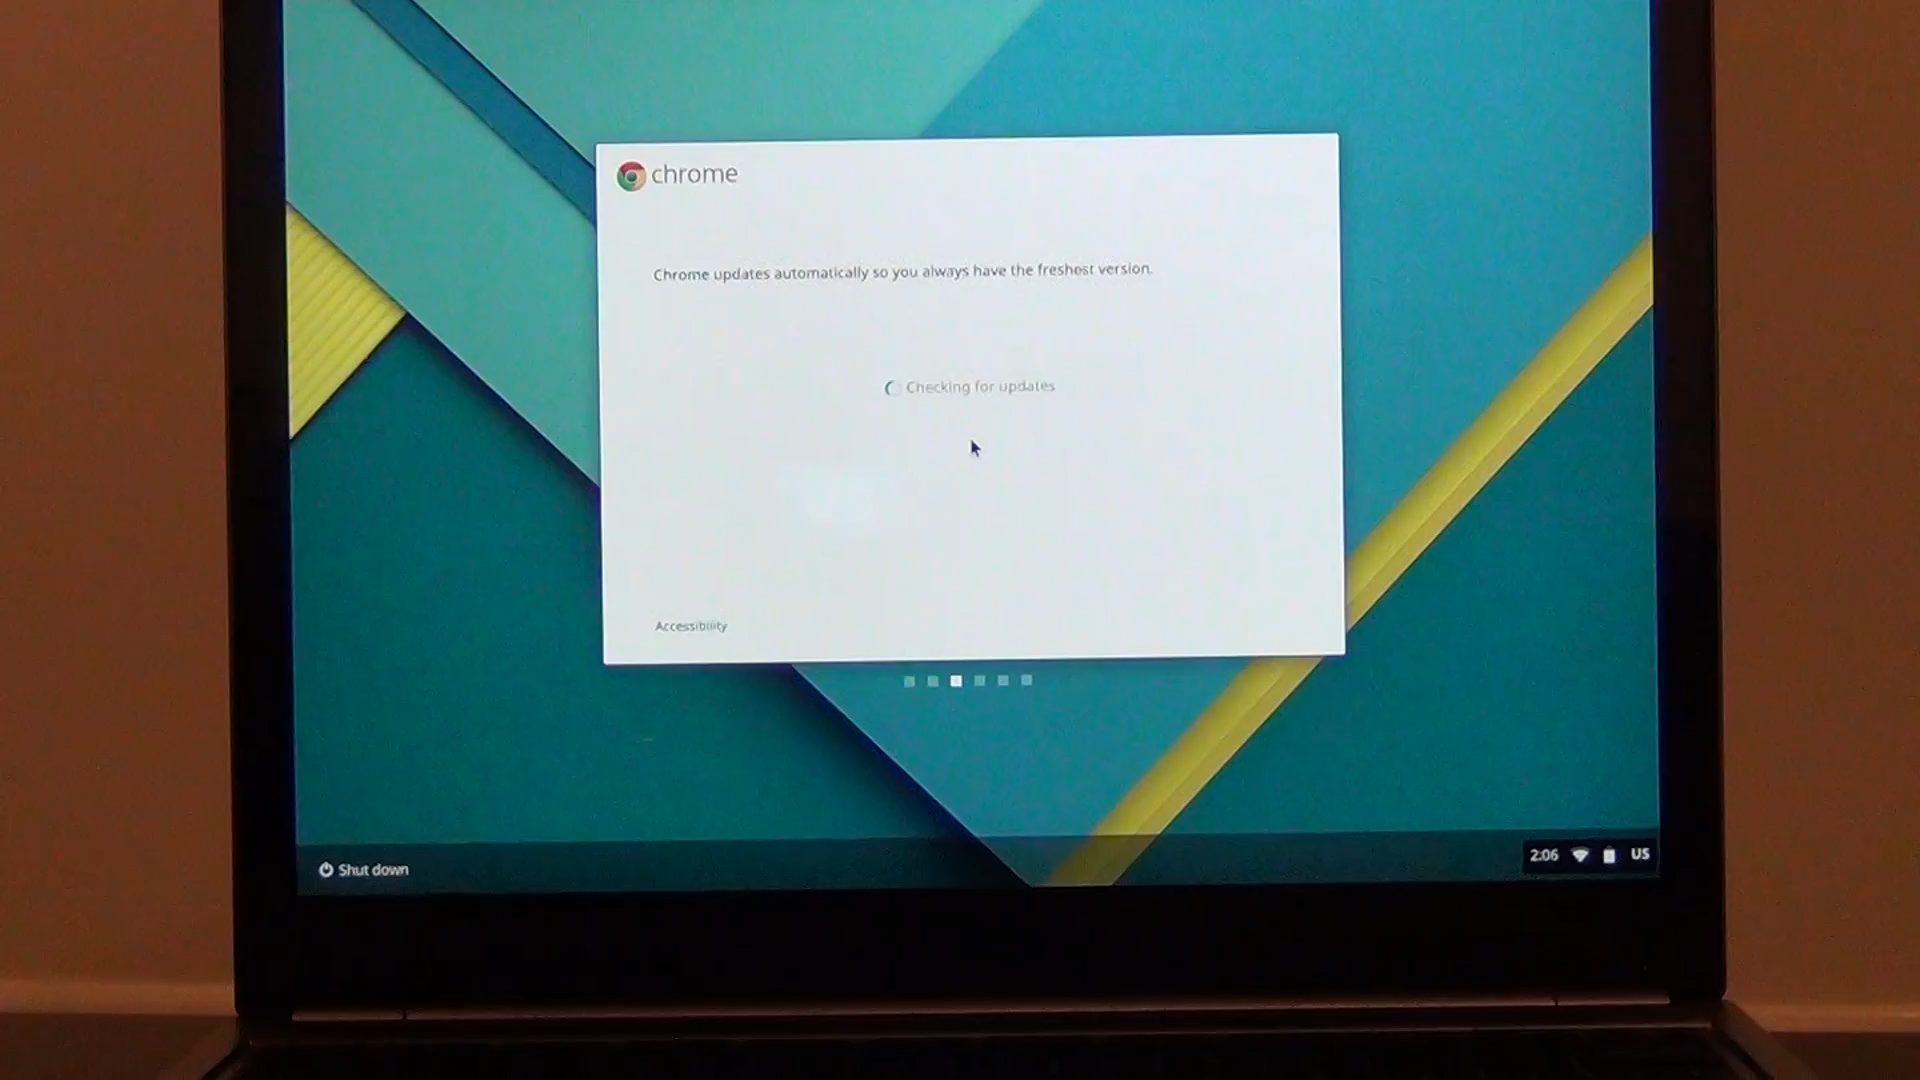 chrome
Chrome updates automatically so you always have the freshest version.
Checking for updates
Accessibility
Shut down
2:06 US